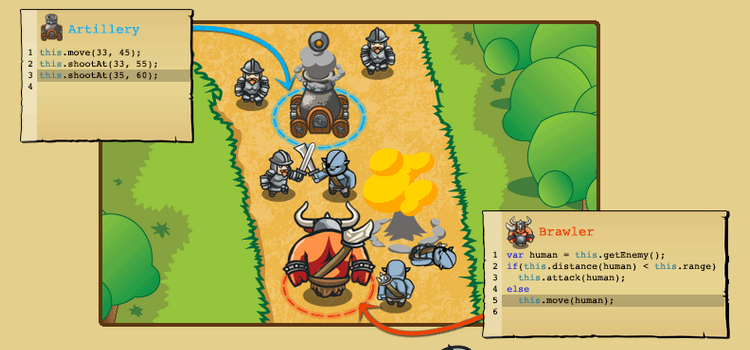 Artillery
1 this.move(33, 45);
2 this.shootAt(33, 55);
3 this.shootAt(35, 60);
4
Brawler
1 var human = this.getEnemy();
2 if(this.distance(human) < this.range)
3 this.attack(human);
4 else
5 this.move(human);
6